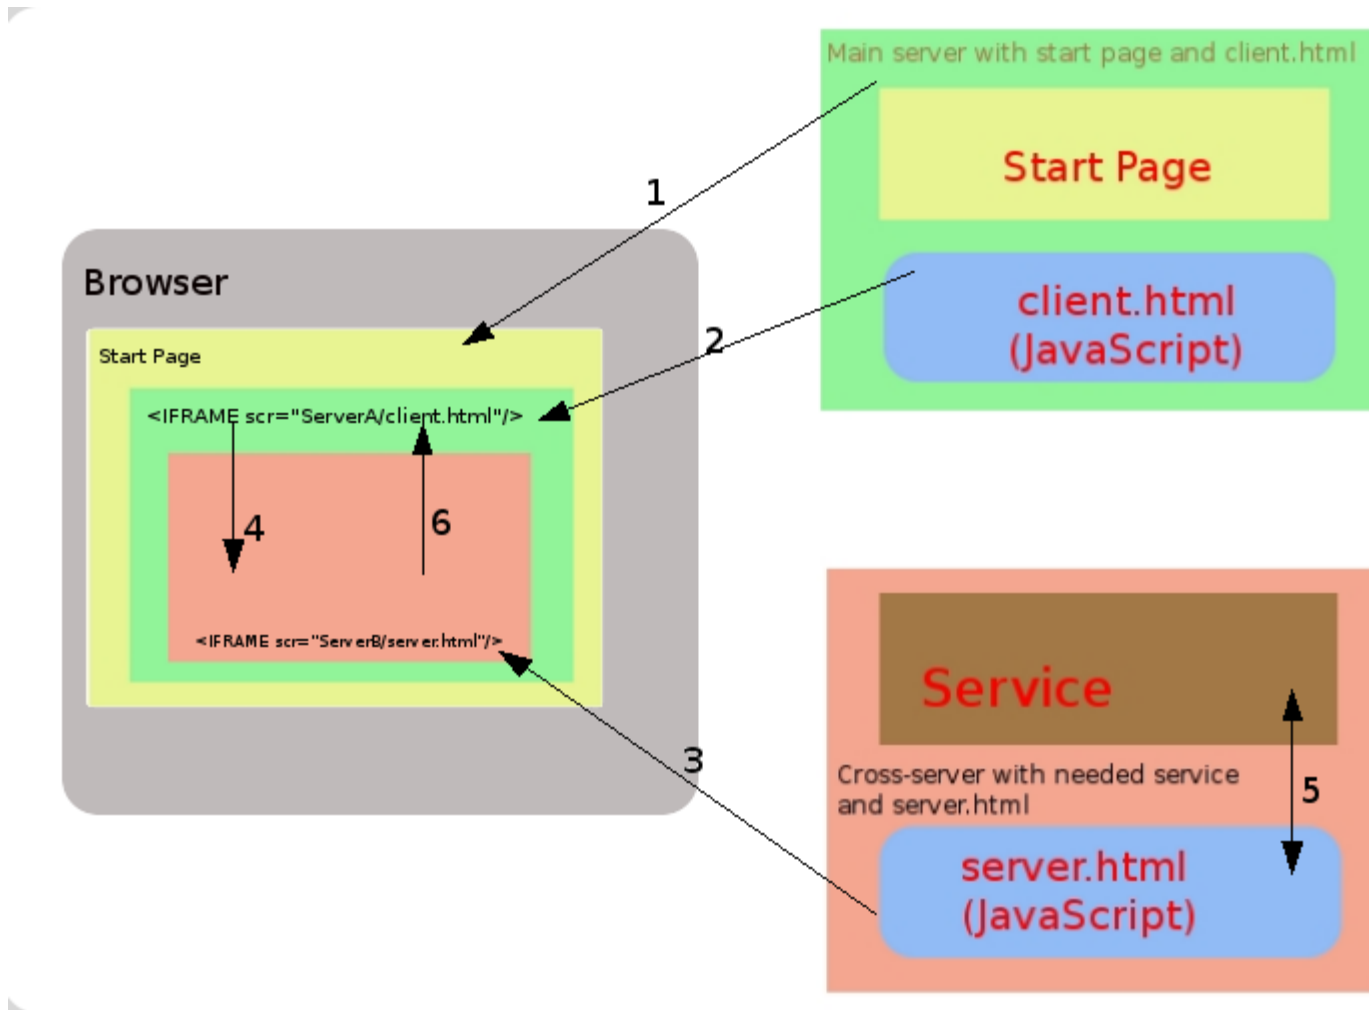 Main server with start page and client.html
Start Page
1
Browser
client.html
(JavaScript)
2
Start Page
<IFRAME scr="ServerA/client.html"/>
4
6
<IFRAME scr="ServerB/server.html"/>
3
Service
Cross-server with needed service
and server.html
5
server.html
(JavaScript)